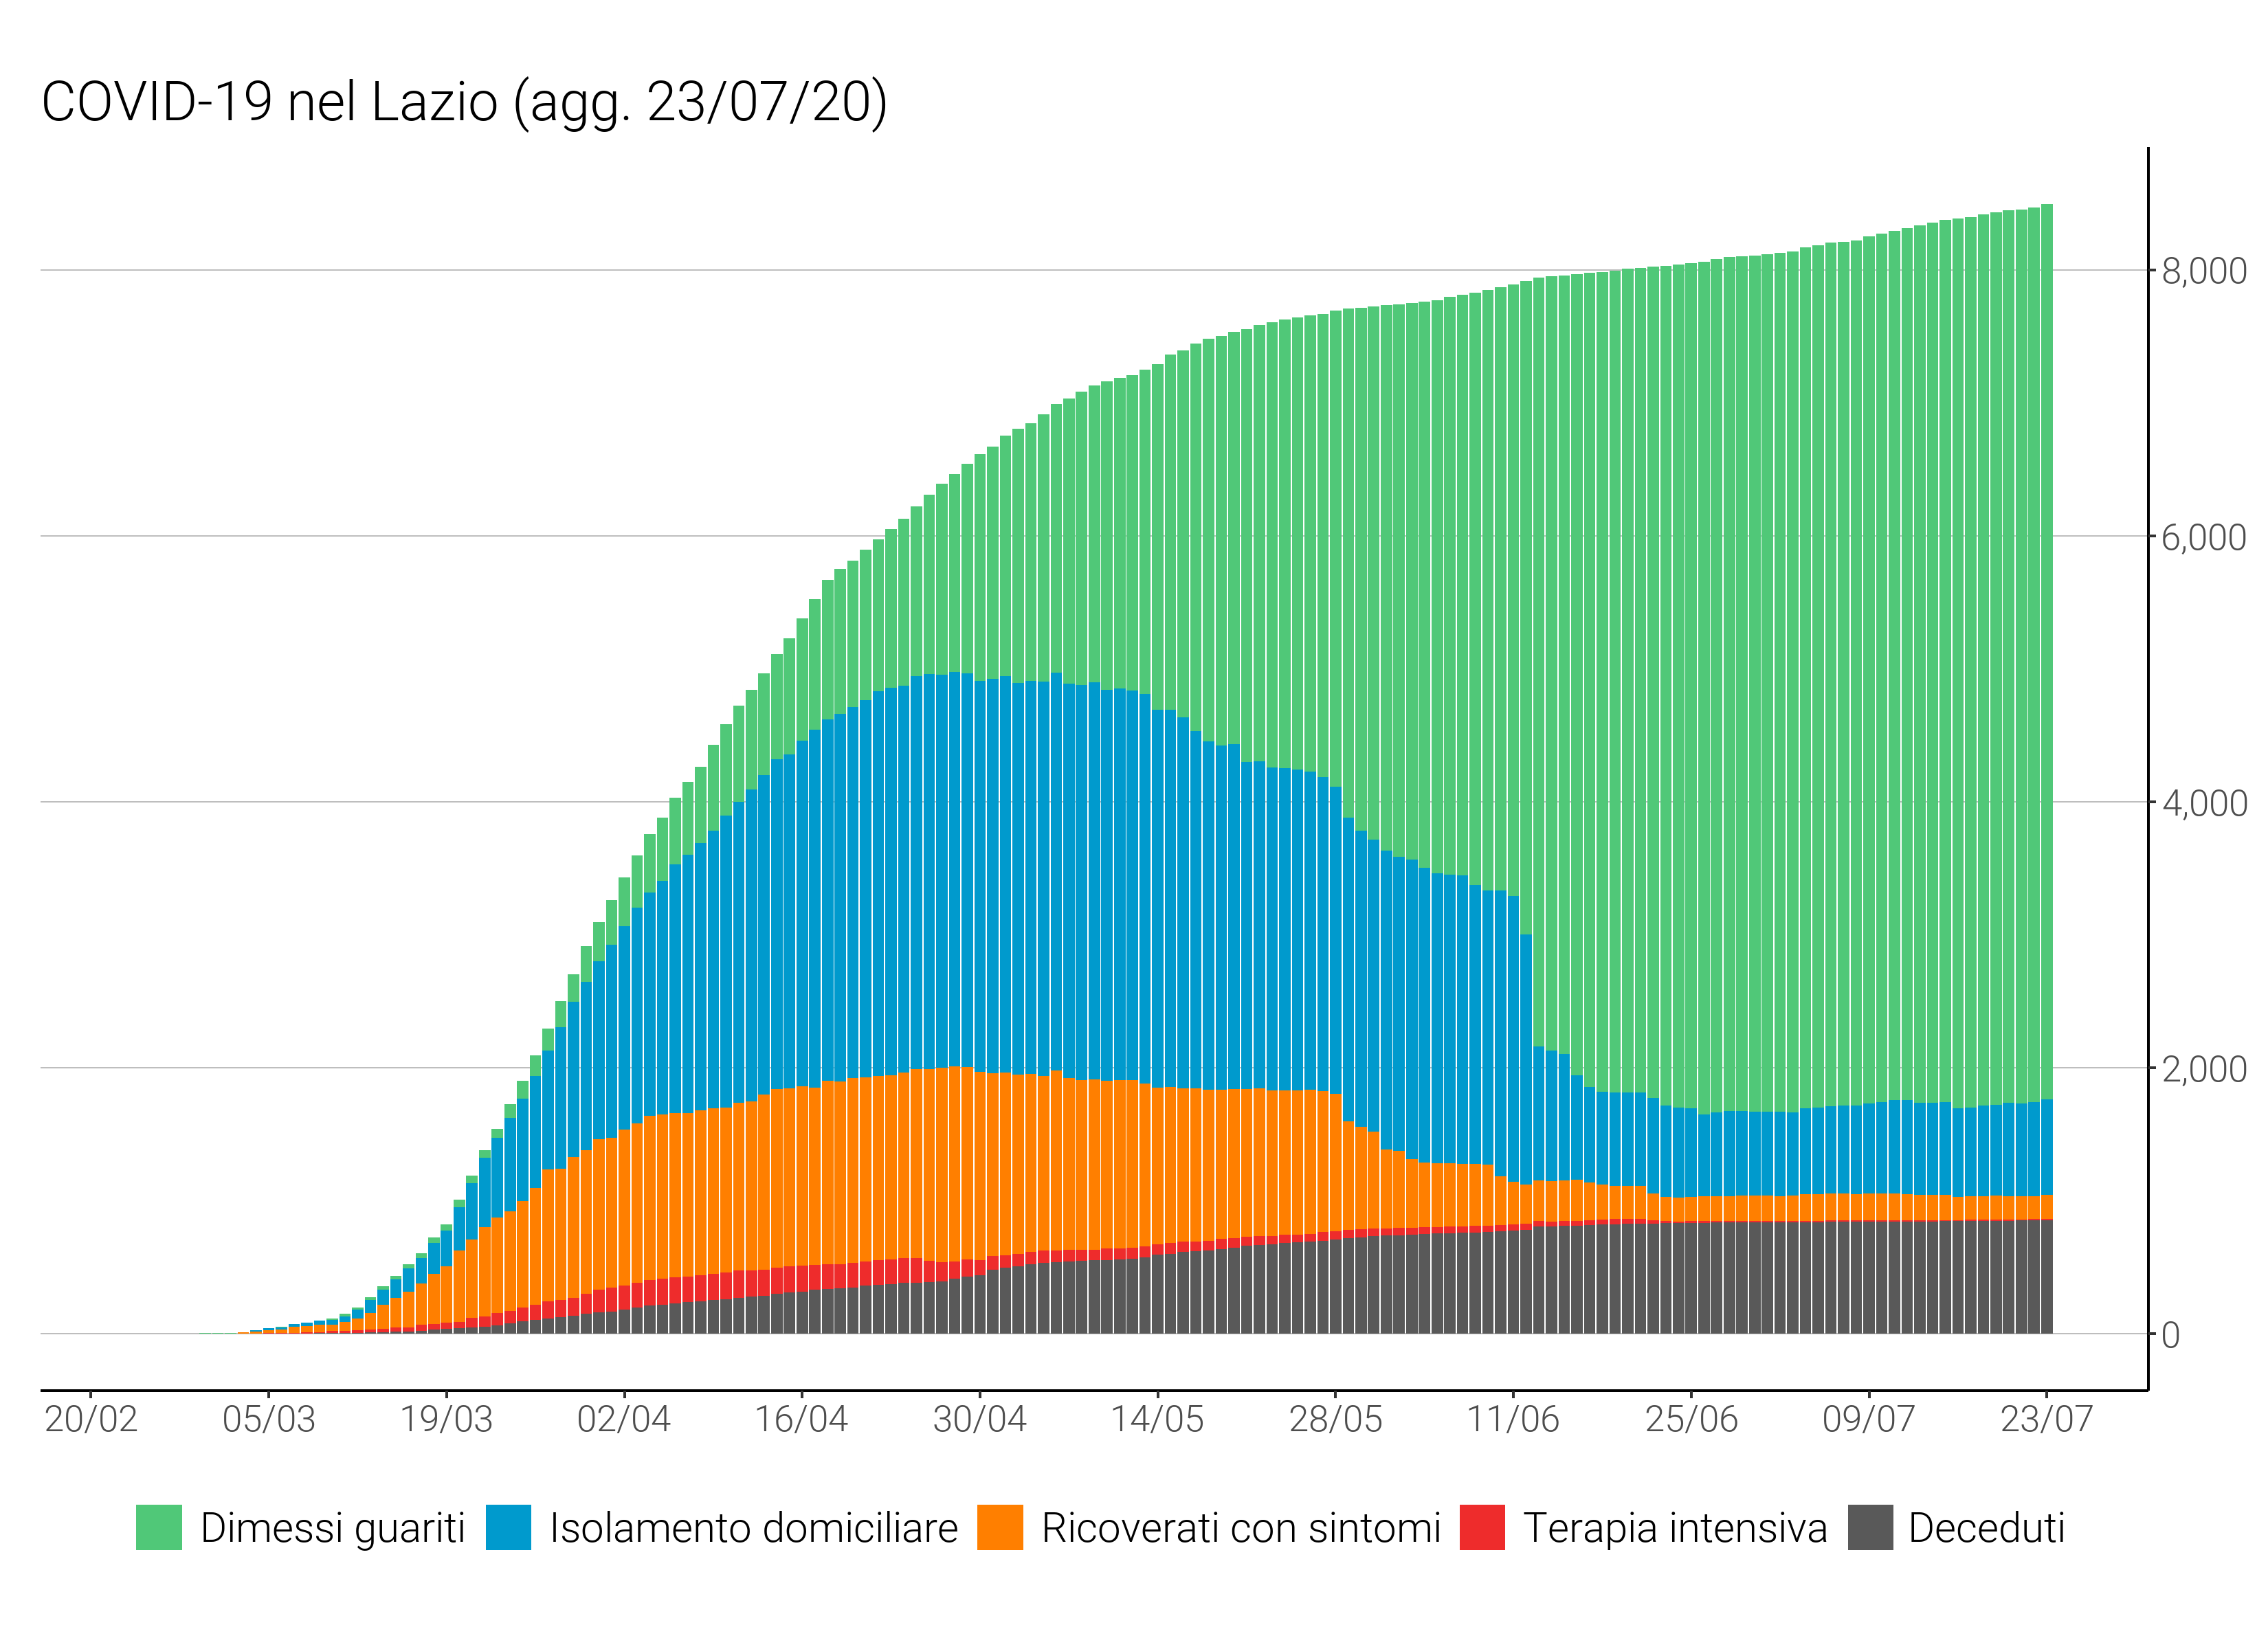 COVID-19 nel Lazio (agg. 23/07/20)
8,000
6,000
4,000
2,000
0
20/02 05/03 19/03 02/04 16/04 30/04 14/05 28/05 11/06 25/06 09/07 23/07
Dimessi guariti Isolamento domiciliare Ricoverati con sintomi Terapia intensiva Deceduti